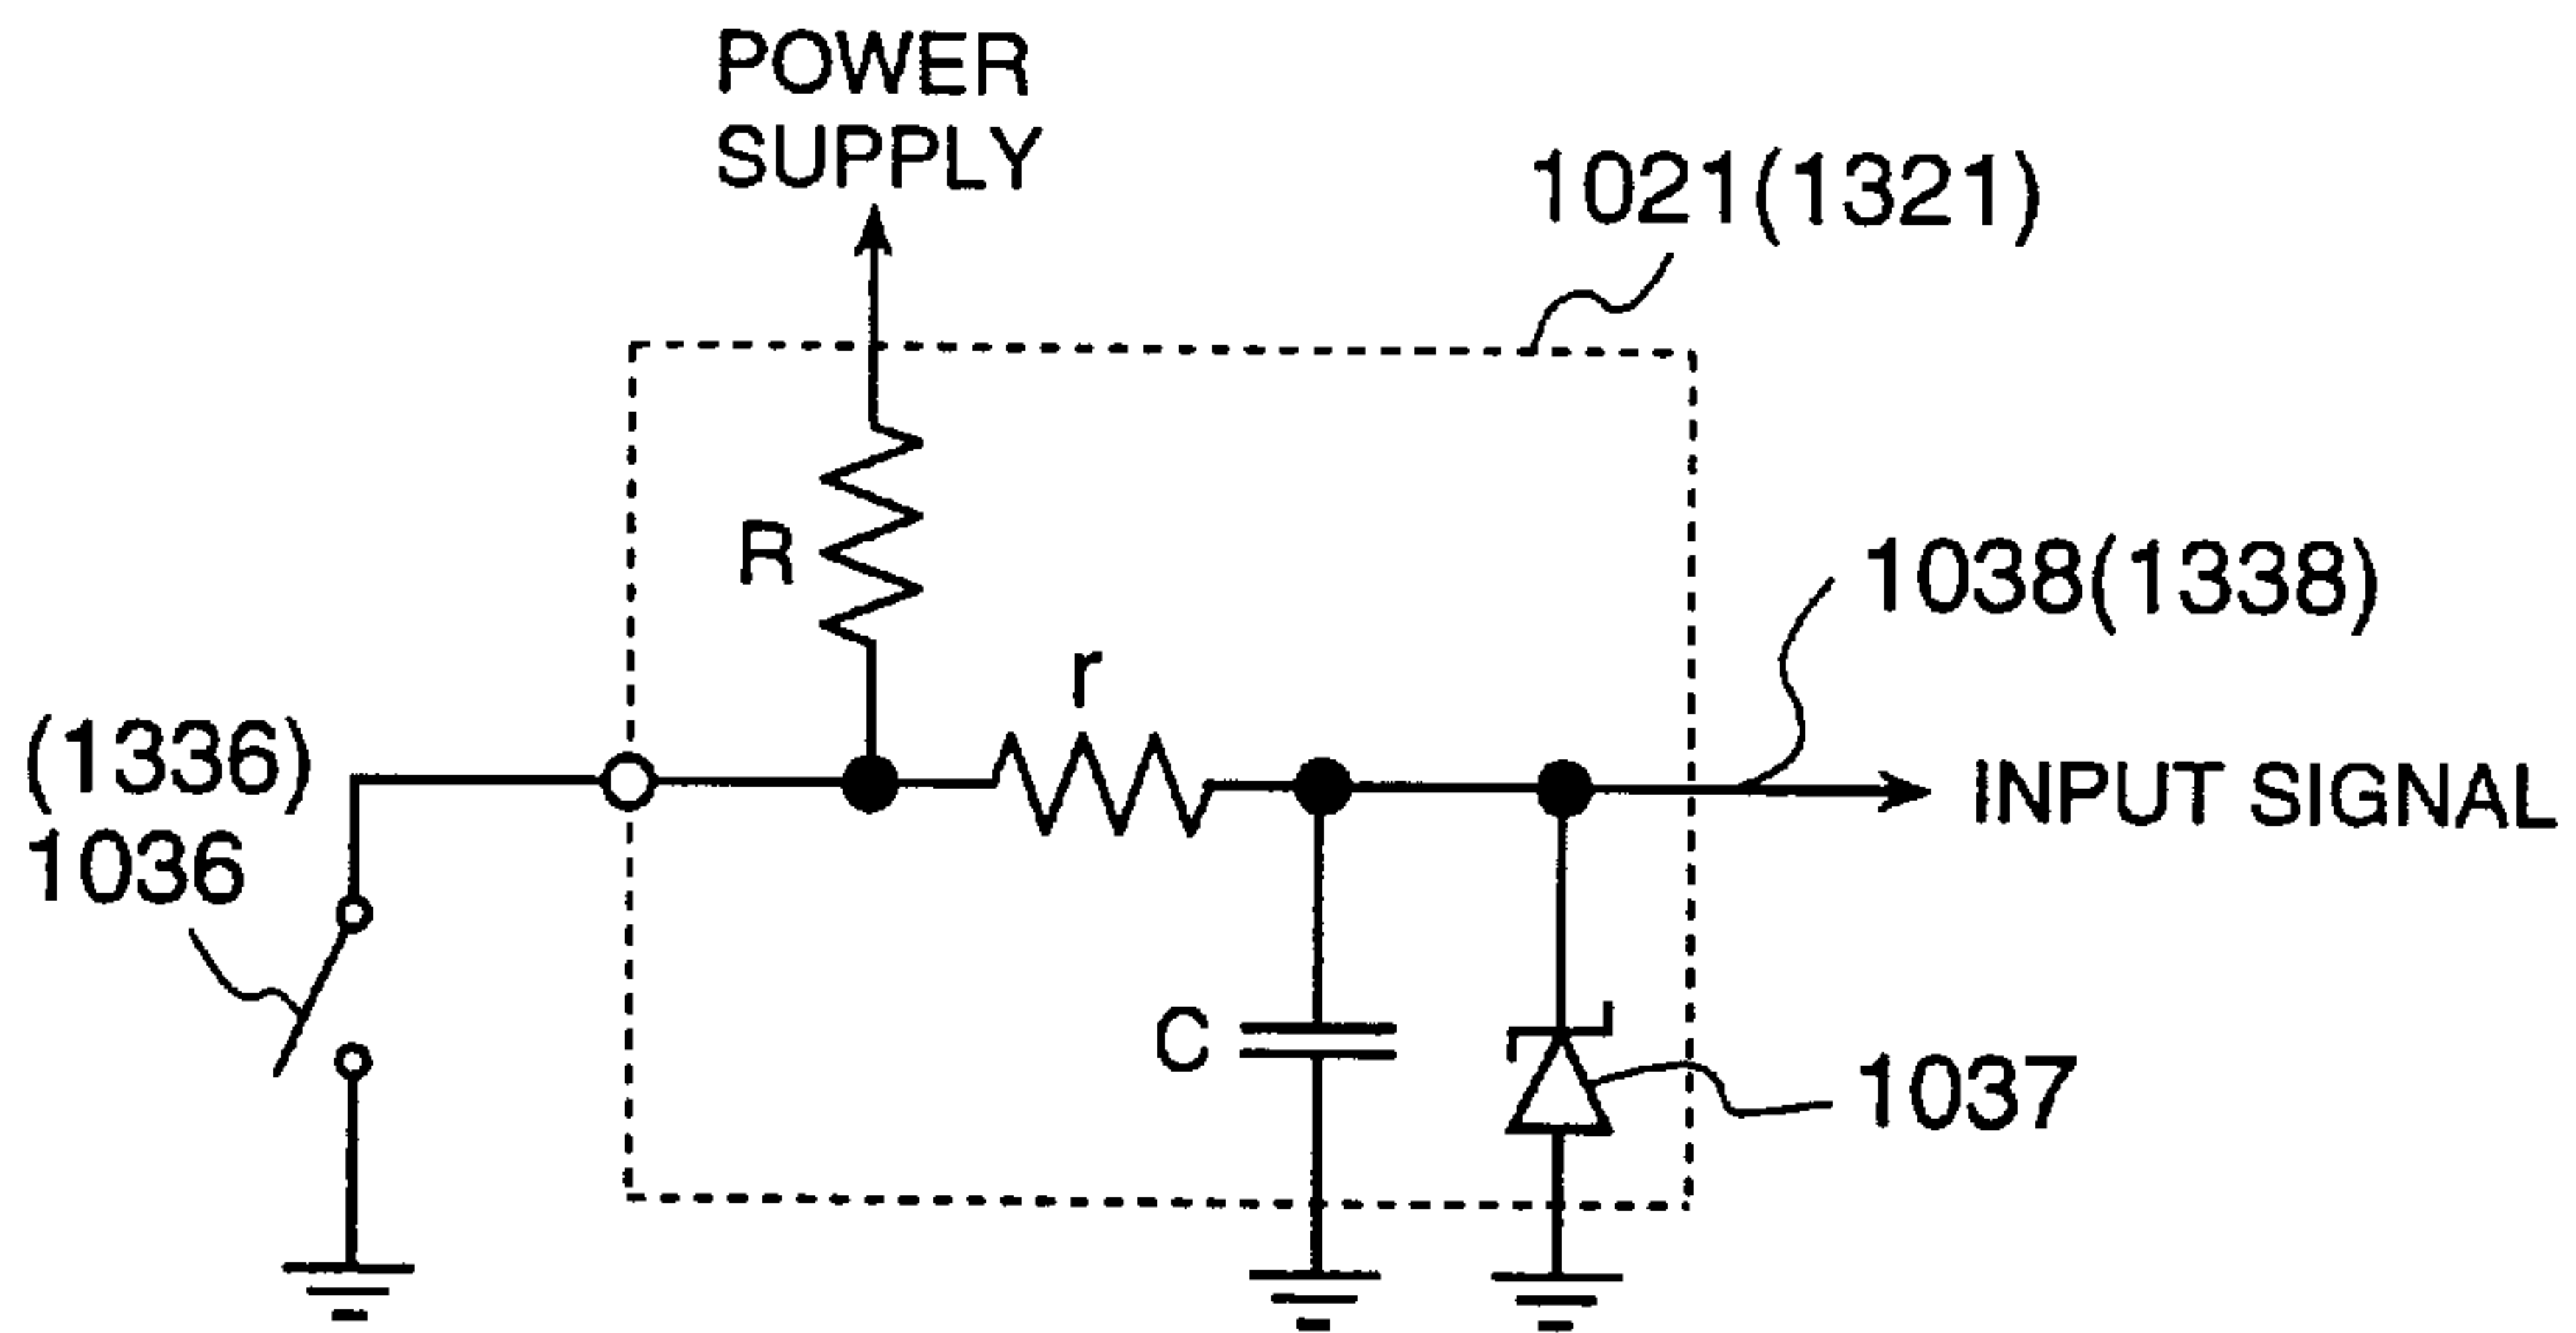 POWER
SUPPLY
1021(1321)
R
1038(1338)
r
(1336)
1036
INPUT SIGNAL
C
1037